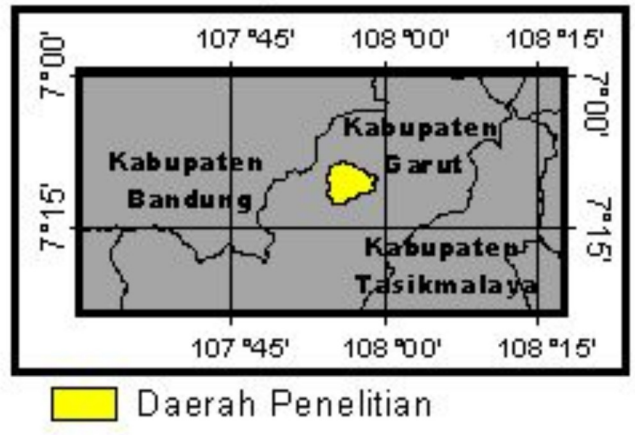 107°45' 108°00' 108°15'
7°00'
7°00'
Kabupaten
Garut
Kabupaten
Bandung
7°15'
7°15'
Kabupaten
Tasikmalaya
107°45' 108°00' 108°15'
Daerah Penelitian